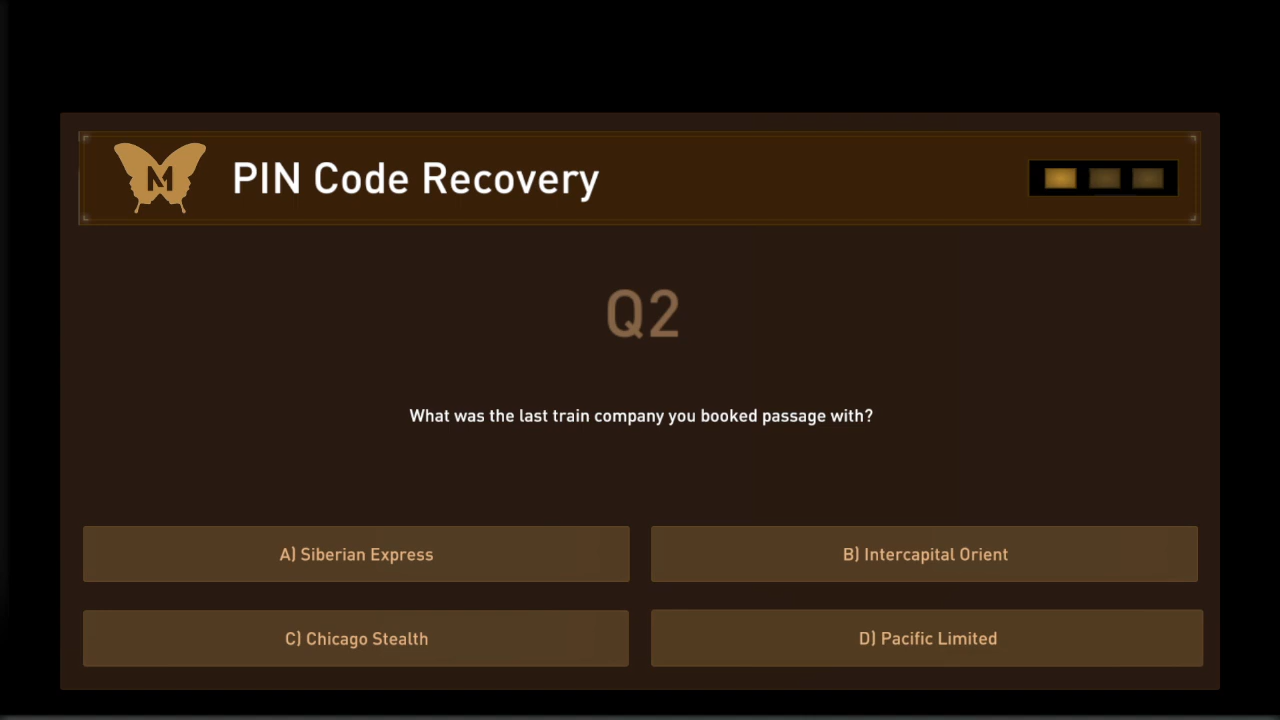 M
PIN Code Recovery
Q2
What was the last train company you booked passage with?
A) Siberian Express
B) Intercapital Orient
C) Chicago Stealth
D) Pacific Limited